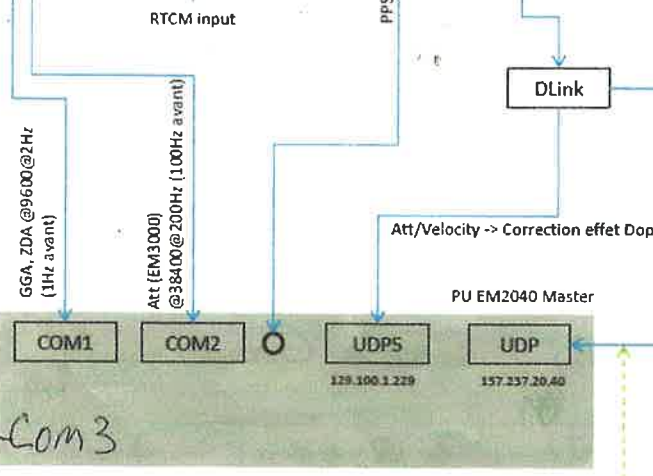 RTCM input
PPS
DLink
GGA, ZDA @9600@2Hz
(1Hz avant)
Att (EM3000)
@38400@200Hz (100Hz avant)
Att/Velocity -> Correction effet Dop
PU EM2040 Master
COM1
COM2
UDP5
UDP
129.100.1.229
157.237.20.40
Com3